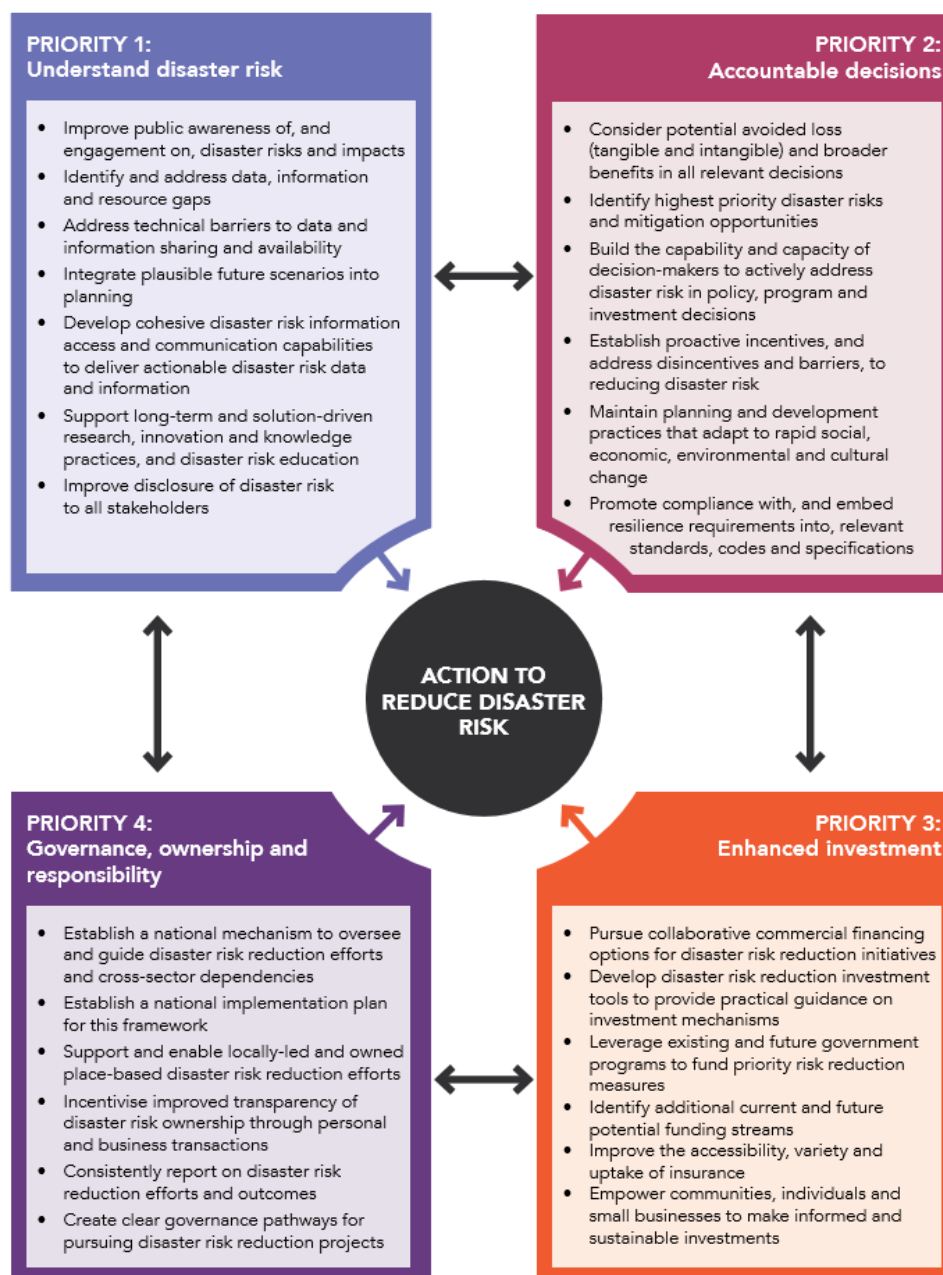 PRIORITY 1:
Understand disaster risk
• Improve public awareness of, and
engagement on, disaster risks and impacts
• Identify and address data, information
and resource gaps
• Address technical barriers to data and
information sharing and availability
• Integrate plausible future scenarios into
planning
• Develop cohesive disaster risk information
access and communication capabilities
to deliver actionable disaster risk data
and information
• Support long-term and solution-driven
research, innovation and knowledge
practices, and disaster risk education
• Improve disclosure of disaster risk
to all stakeholders
PRIORITY 2:
Accountable decisions
• Consider potential avoided loss
(tangible and intangible) and broader
benefits in all relevant decisions
• Identify highest priority disaster risks
and mitigation opportunities
• Build the capability and capacity of
decision-makers to actively address
disaster risk in policy, program and
investment decisions
• Establish proactive incentives, and
address disincentives and barriers, to
reducing disaster risk
• Maintain planning and development
practices that adapt to rapid social,
economic, environmental and cultural
change
• Promote compliance with, and embed
resilience requirements into, relevant
standards, codes and specifications
ACTION TO
REDUCE DISASTER
RISK
PRIORITY 4:
Governance, ownership and
responsibility
• Establish a national mechanism to oversee
and guide disaster risk reduction efforts
and cross-sector dependencies
• Establish a national implementation plan
for this framework
• Support and enable locally-led and owned
place-based disaster risk reduction efforts
• Incentivise improved transparency of
disaster risk ownership through personal
and business transactions
• Consistently report on disaster risk
reduction efforts and outcomes
• Create clear governance pathways for
pursuing disaster risk reduction projects
PRIORITY 3:
Enhanced investment
• Pursue collaborative commercial financing
options for disaster risk reduction initiatives
• Develop disaster risk reduction investment
tools to provide practical guidance on
investment mechanisms
• Leverage existing and future government
programs to fund priority risk reduction
measures
• Identify additional current and future
potential funding streams
• Improve the accessibility, variety and
uptake of insurance
• Empower communities, individuals and
small businesses to make informed and
sustainable investments